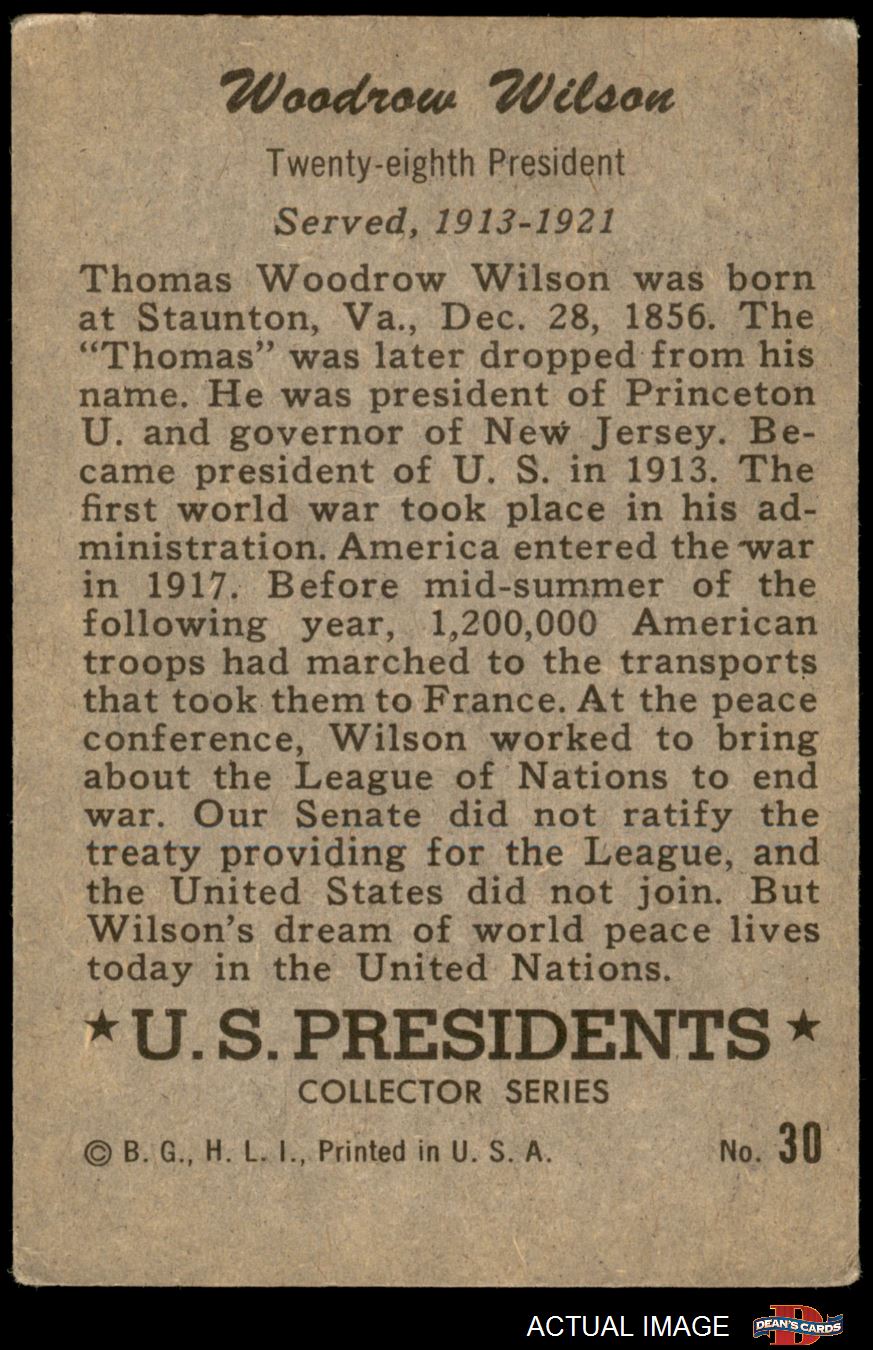 Woodrow Wilson
Twenty-eighth President
Served, 1913-1921
Thomas Woodrow Wilson was born
at Staunton, Va., Dec. 28, 1856. The
“Thomas” was later dropped from his
name. He was president of Princeton
U. and governor of New Jersey. Be-
came president of U. S. in 1913. The
first world war took place in his ad-
ministration. America entered the war
in 1917. Before mid-summer of the
following year, 1,200,000 American
troops had marched to the transports
that took them to France. At the peace
conference, Wilson worked to bring
about the League of Nations to end
war. Our Senate did not ratify the
treaty providing for the League, and
the United States did not join. But
Wilson’s dream of world peace lives
today in the United Nations.
★ U. S. PRESIDENTS ★
COLLECTOR SERIES
© B. G., H. L. I., Printed in U. S. A. No. 30
ACTUAL IMAGE D DEAN'S CARDS